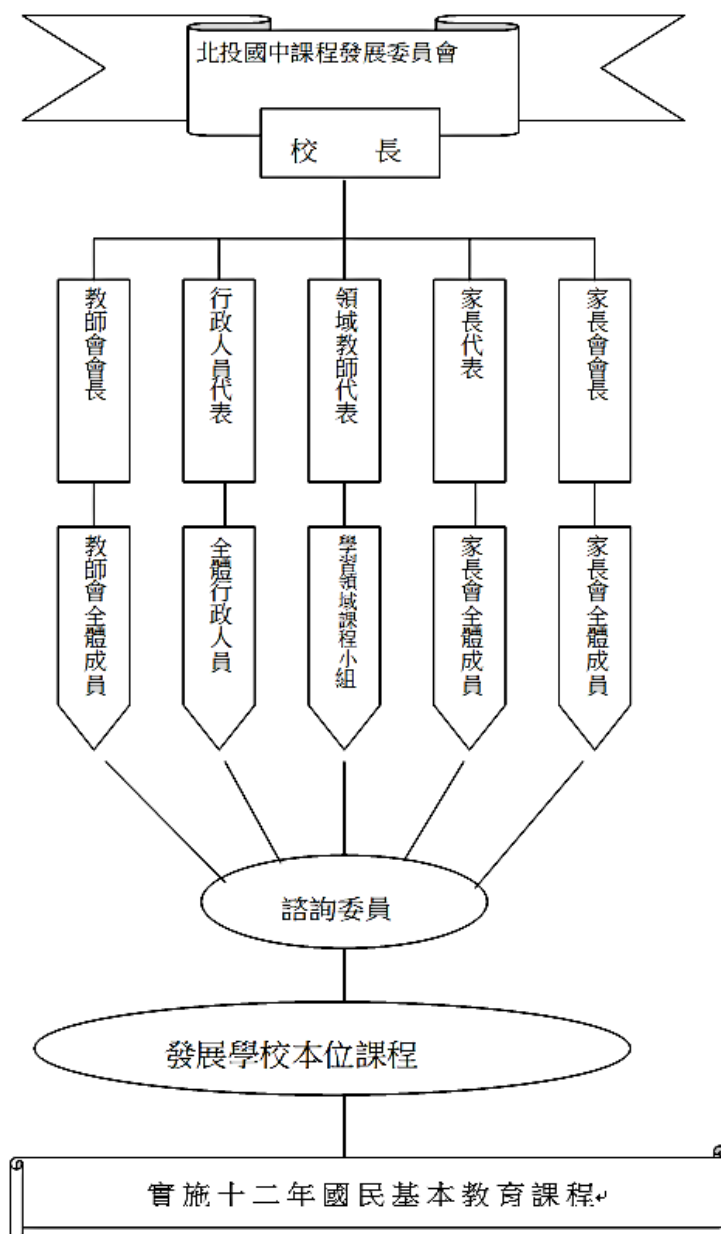 北投國中課程發展委員會
校 長
教師會會長
行政人員代表
領域教師代表
家長代表
家長會會長
教師會全體成員
全體行政人員
學習領域課程小組
家長會全體成員
家長會全體成員
諮詢委員
發展學校本位課程
實施十二年國民基本教育課程